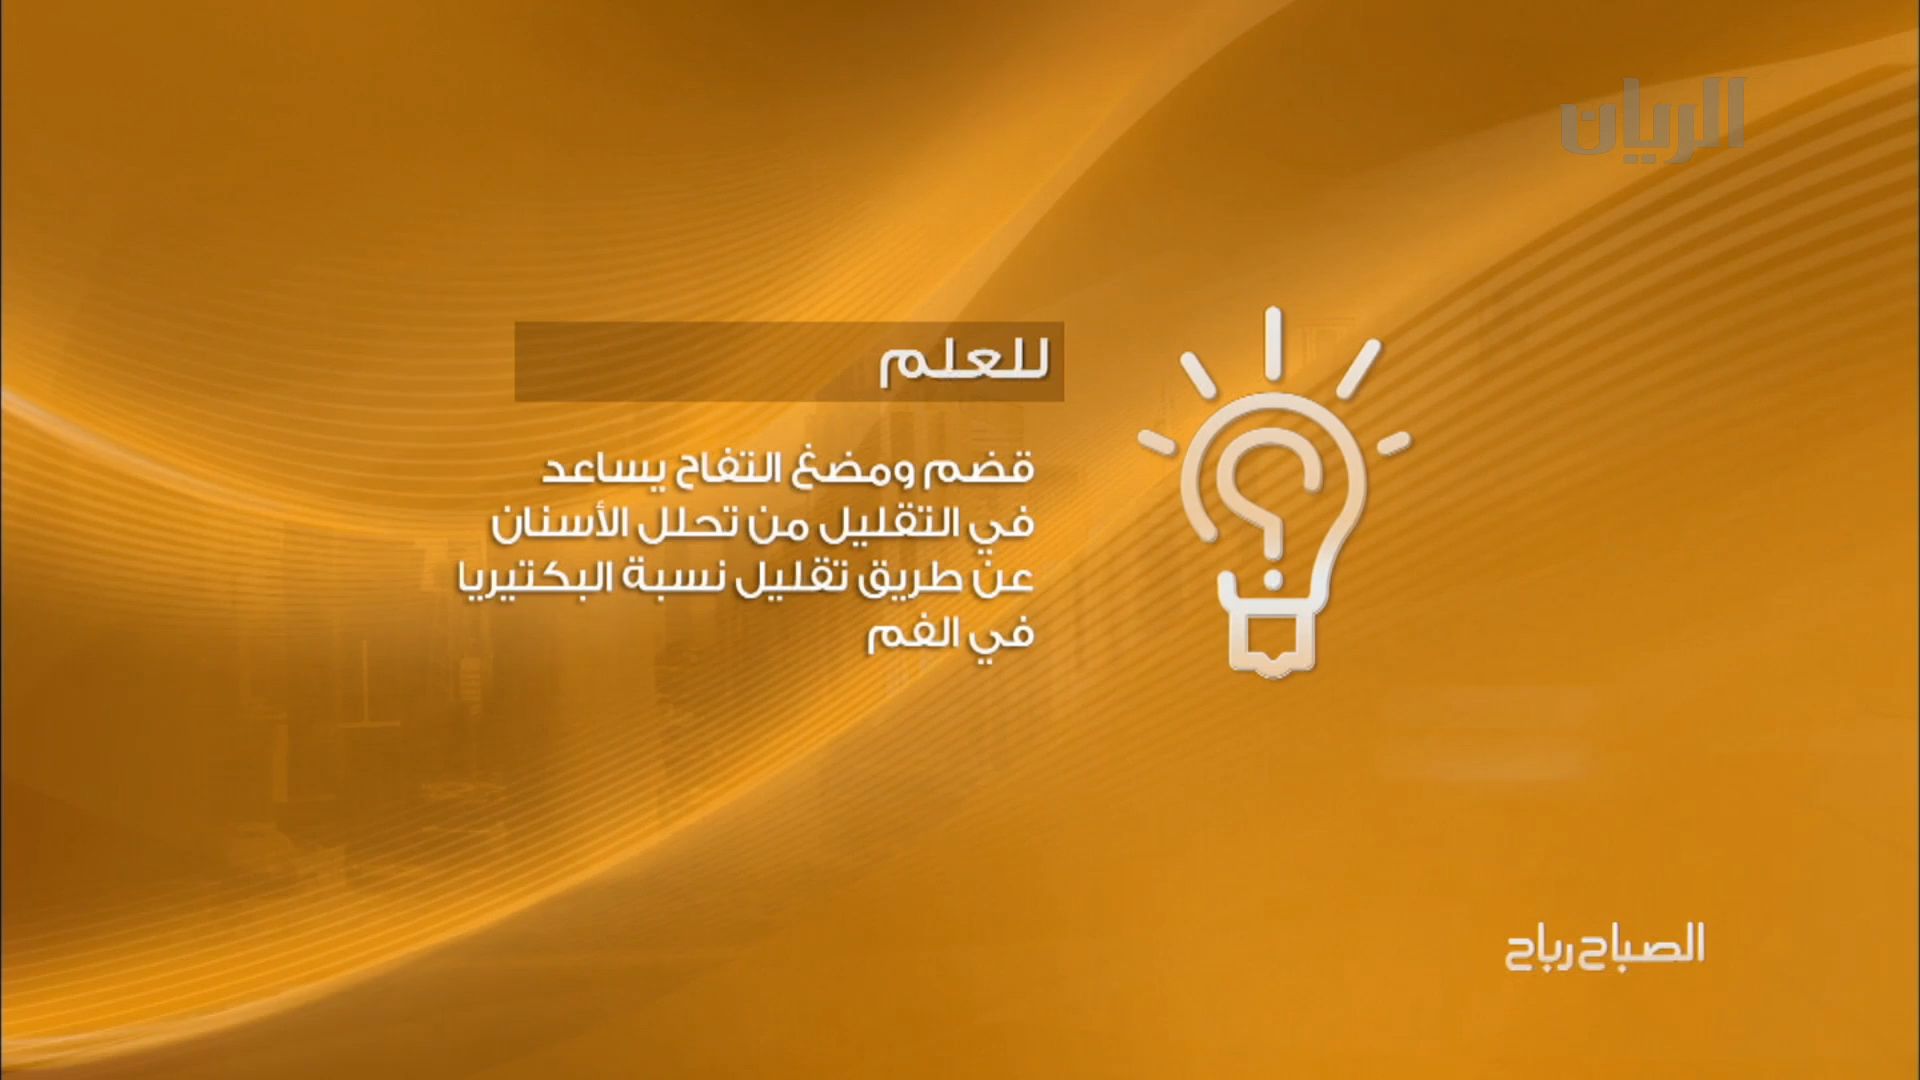 الريان
للعلم
قضم ومضغ التفاح يساعد
في التقليل من تحلل الأسنان
عن طريق تقليل نسبة البكتيريا
في الفم
الصباح رباح